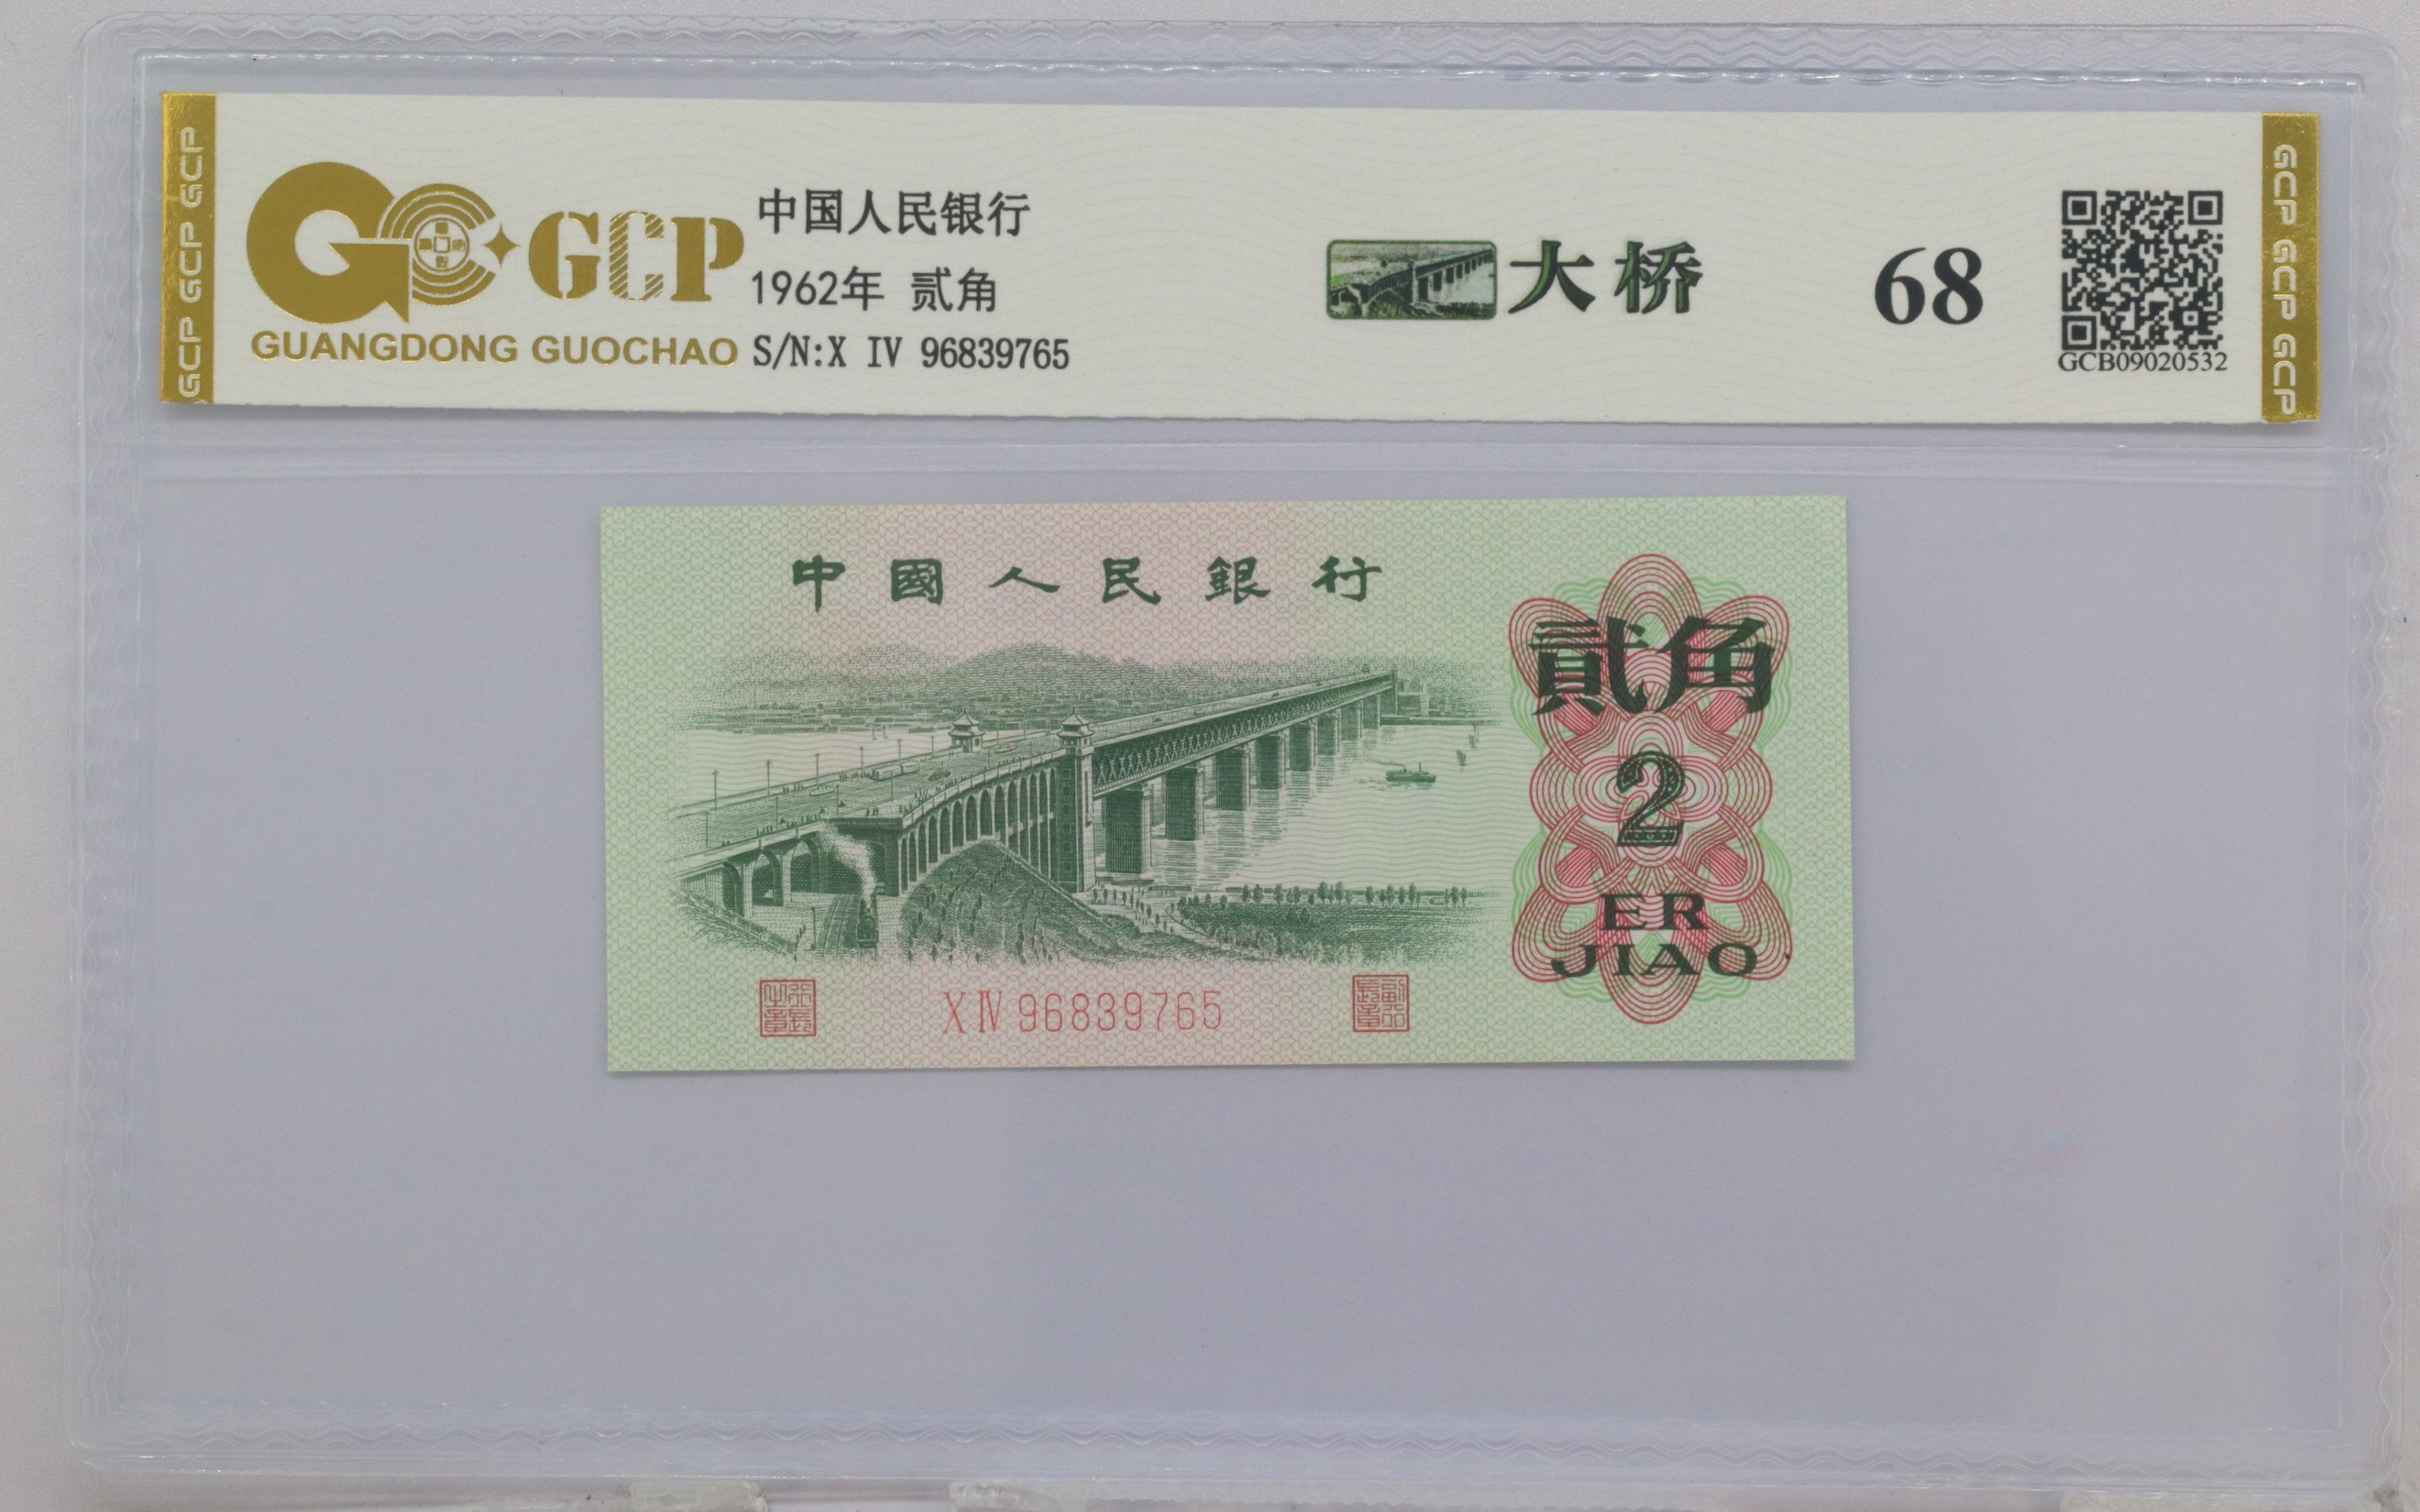 GCP GCP GCP
GCP
GUANGDONG GUOCHAO
中国人民银行
1962年 贰角
S/N:X IV 96839765
大桥
68
GCB09020532
GCP GCP GCP
中國人民銀行
貳角
2
ER
JIAO
X IV 96839765